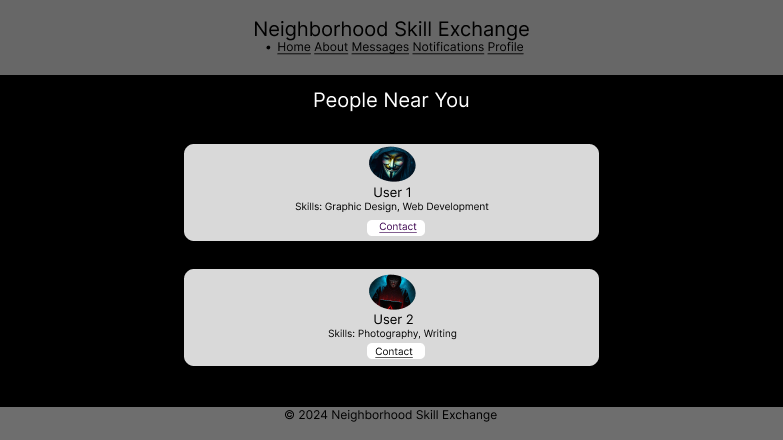 Neighborhood Skill Exchange
• Home About Messages Notifications Profile
People Near You
User 1
Skills: Graphic Design, Web Development
Contact
User 2
Skills: Photography, Writing
Contact
© 2024 Neighborhood Skill Exchange